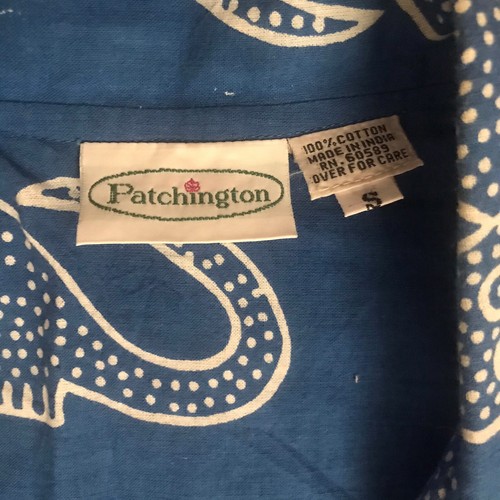 Patchington
100% COTTON
MADE IN INDIA
RN-60589
OVER FOR CARE
S